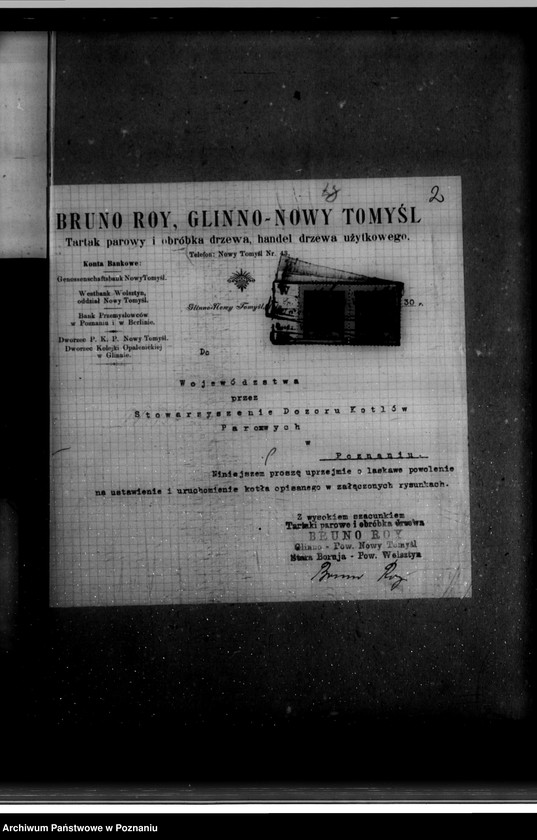 2
BRUNO ROY, GLINNO-NOWY TOMYŚL
Tartak parowy i obróbka drzewa, handel drzewa użytkowego.
Telefon: Nowy Tomyśl Nr.
Konta Bankowe:
Genossenschaftsbank Nowy Tomyśl.
Westbank Wolsztyn,
oddział Nowy Tomyśl.
Bank Przemysłowców
w Poznaniu i w Berlinie.
Dworzec P. K. P. Nowy Tomyśl.
Dworzec Kolejki Opalenickiej
w Glinnie.
Glinno-Nowy Tomyśl,
30 r.
Do
Województwa
przez
Stowarzyszenie Dozoru Kotłów
Parowych
w
Poznaniu.
Niniejszem proszę uprzejmie o laskawe powolenie
na ustawienie i uruchomienie kotła opisanego w załączonych rysunkach.
Z wysokiem szacunkiem
Tartaki parowe i obróbka drzewa
BRUNO ROY
Glinno - Pow. Nowy Tomyśl
Stara Bornja - Pow. Wolsztyn
Bruno Roy
Archiwum Państwowe w Poznaniu